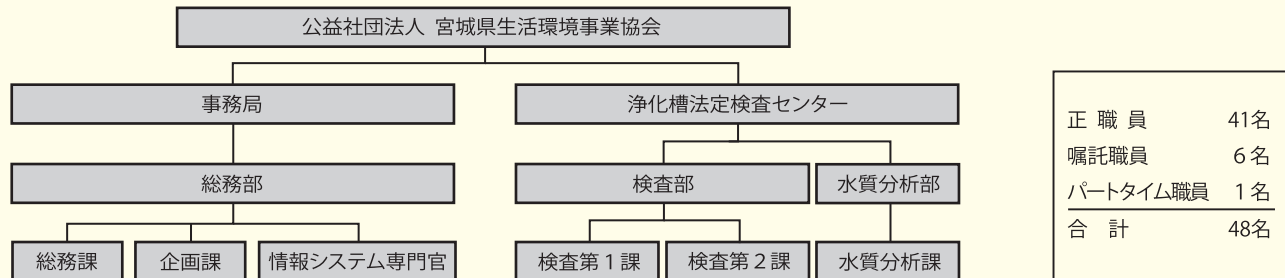 公益社団法人 宮城県生活環境事業協会
事務局
浄化槽法定検査センター
総務部
検査部
水質分析部
総務課
企画課
情報システム専門官
検査第1課
検査第2課
水質分析課
正 職 員 41名
嘱託職員 6名
パートタイム職員 1名
合 計 48名